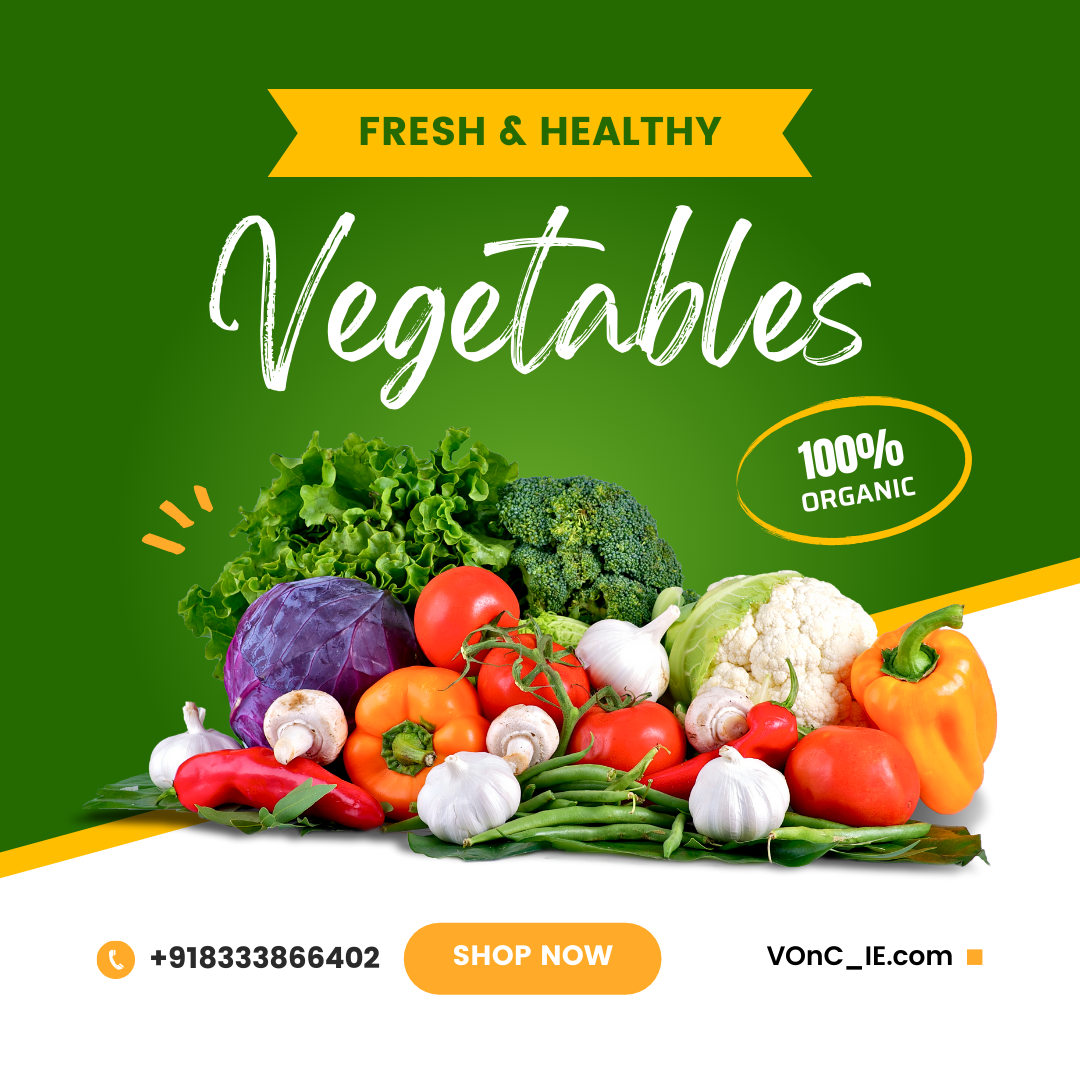 FRESH & HEALTHY
Vegetables
100%
ORGANIC
+918333866402
SHOP NOW
VOnC_IE.com